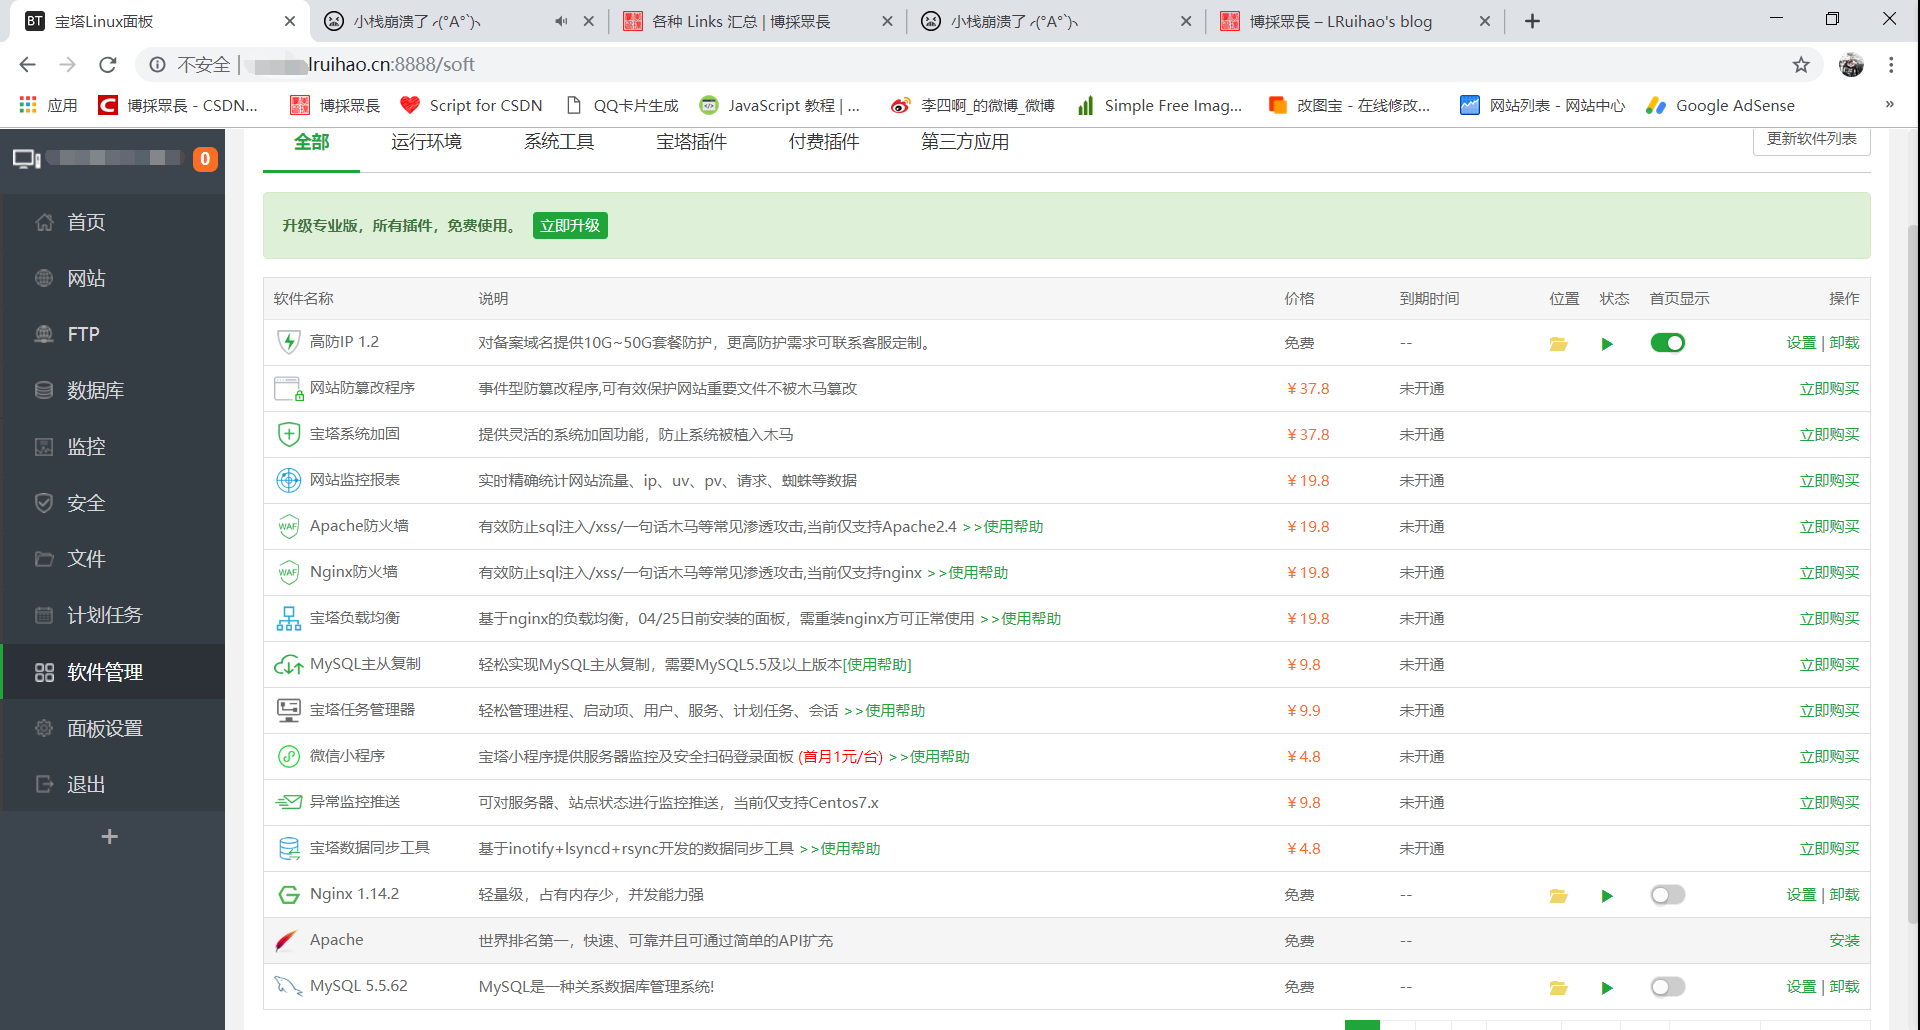 宝塔Linux面板
小栈崩溃了 ╭(°A°`)╮
各种 Links 汇总 | 博採眾長
小栈崩溃了 ╭(°A°`)╮
博採眾長 – LRuihao's blog
不安全 | lruihao.cn:8888/soft
应用
博採眾長 - CSDN...
博採眾長
Script for CSDN
QQ卡片生成
JavaScript 教程 | ...
李四啊_的微博_微博
Simple Free Imag...
改图宝 - 在线修改...
网站列表 - 网站中心
Google AdSense
»
0
首页
网站
FTP
数据库
监控
安全
文件
计划任务
软件管理
面板设置
退出
全部 运行环境 系统工具 宝塔插件 付费插件 第三方应用 更新软件列表
升级专业版，所有插件，免费使用。 立即升级
软件名称 说明 价格 到期时间 位置 状态 首页显示 操作
高防IP 1.2 对备案域名提供10G~50G套餐防护，更高防护需求可联系客服定制。 免费 -- 设置 | 卸载
网站防篡改程序 事件型防篡改程序,可有效保护网站重要文件不被木马篡改 ￥37.8 未开通 立即购买
宝塔系统加固 提供灵活的系统加固功能，防止系统被植入木马 ￥37.8 未开通 立即购买
网站监控报表 实时精确统计网站流量、ip、uv、pv、请求、蜘蛛等数据 ￥19.8 未开通 立即购买
WAF Apache防火墙 有效防止sql注入/xss/一句话木马等常见渗透攻击,当前仅支持Apache2.4 >>使用帮助 ￥19.8 未开通 立即购买
WAF Nginx防火墙 有效防止sql注入/xss/一句话木马等常见渗透攻击,当前仅支持nginx >>使用帮助 ￥19.8 未开通 立即购买
宝塔负载均衡 基于nginx的负载均衡，04/25日前安装的面板，需重装nginx方可正常使用 >>使用帮助 ￥19.8 未开通 立即购买
MySQL主从复制 轻松实现MySQL主从复制，需要MySQL5.5及以上版本[使用帮助] ￥9.8 未开通 立即购买
宝塔任务管理器 轻松管理进程、启动项、用户、服务、计划任务、会话 >>使用帮助 ￥9.9 未开通 立即购买
微信小程序 宝塔小程序提供服务器监控及安全扫码登录面板 (首月1元/台) >>使用帮助 ￥4.8 未开通 立即购买
异常监控推送 可对服务器、站点状态进行监控推送，当前仅支持Centos7.x ￥9.8 未开通 立即购买
宝塔数据同步工具 基于inotify+lsyncd+rsync开发的数据同步工具 >>使用帮助 ￥4.8 未开通 立即购买
Nginx 1.14.2 轻量级，占有内存少，并发能力强 免费 -- 设置 | 卸载
Apache 世界排名第一，快速、可靠并且可通过简单的API扩充 免费 -- 安装
MySQL 5.5.62 MySQL是一种关系数据库管理系统! 免费 -- 设置 | 卸载